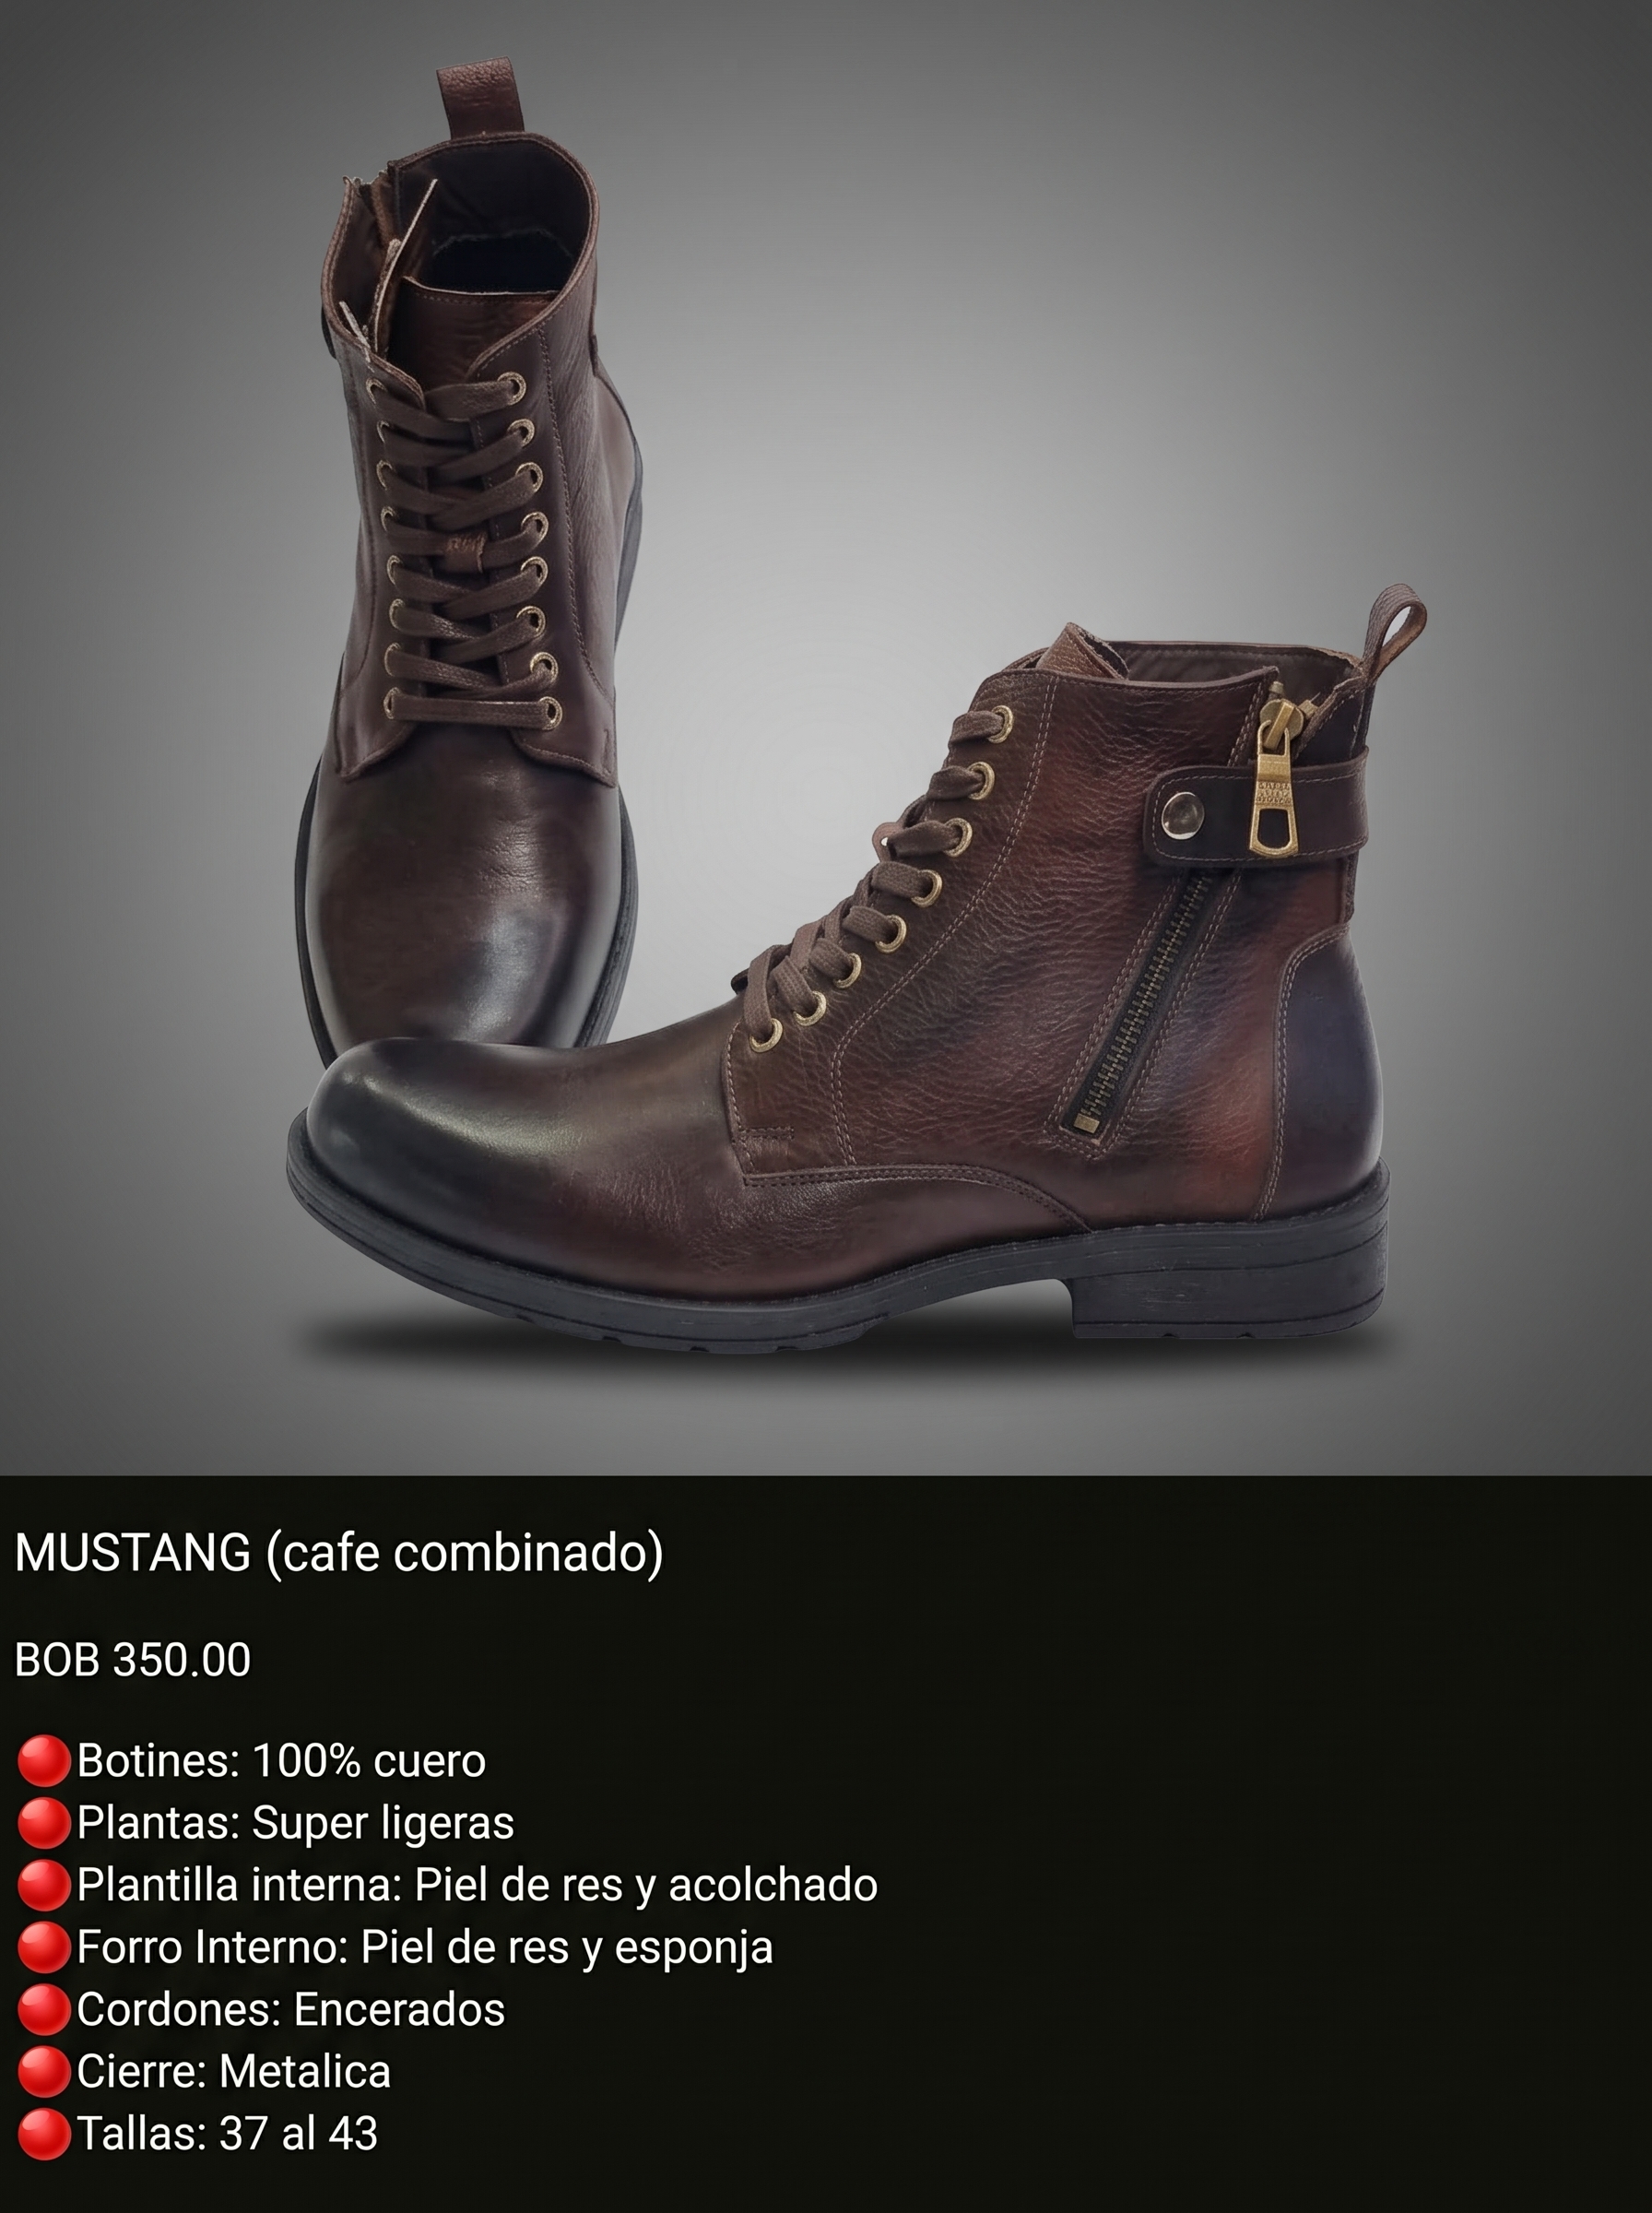 MUSTANG (cafe combinado)
BOB 350.00
🔴Botines: 100% cuero
🔴Plantas: Super ligeras
🔴Plantilla interna: Piel de res y acolchado
🔴Forro Interno: Piel de res y esponja
🔴Cordones: Encerados
🔴Cierre: Metalica
🔴Tallas: 37 al 43